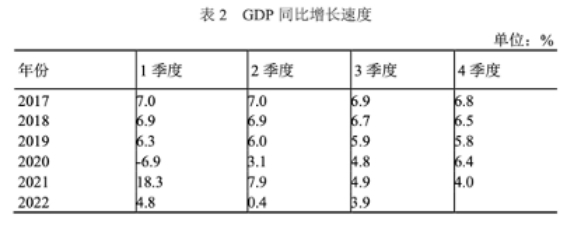 表 2 GDP 同比增长速度
单位：%
年份 1 季度 2 季度 3 季度 4 季度
2017 7.0 7.0 6.9 6.8
2018 6.9 6.9 6.7 6.5
2019 6.3 6.0 5.9 5.8
2020 -6.9 3.1 4.8 6.4
2021 18.3 7.9 4.9 4.0
2022 4.8 0.4 3.9